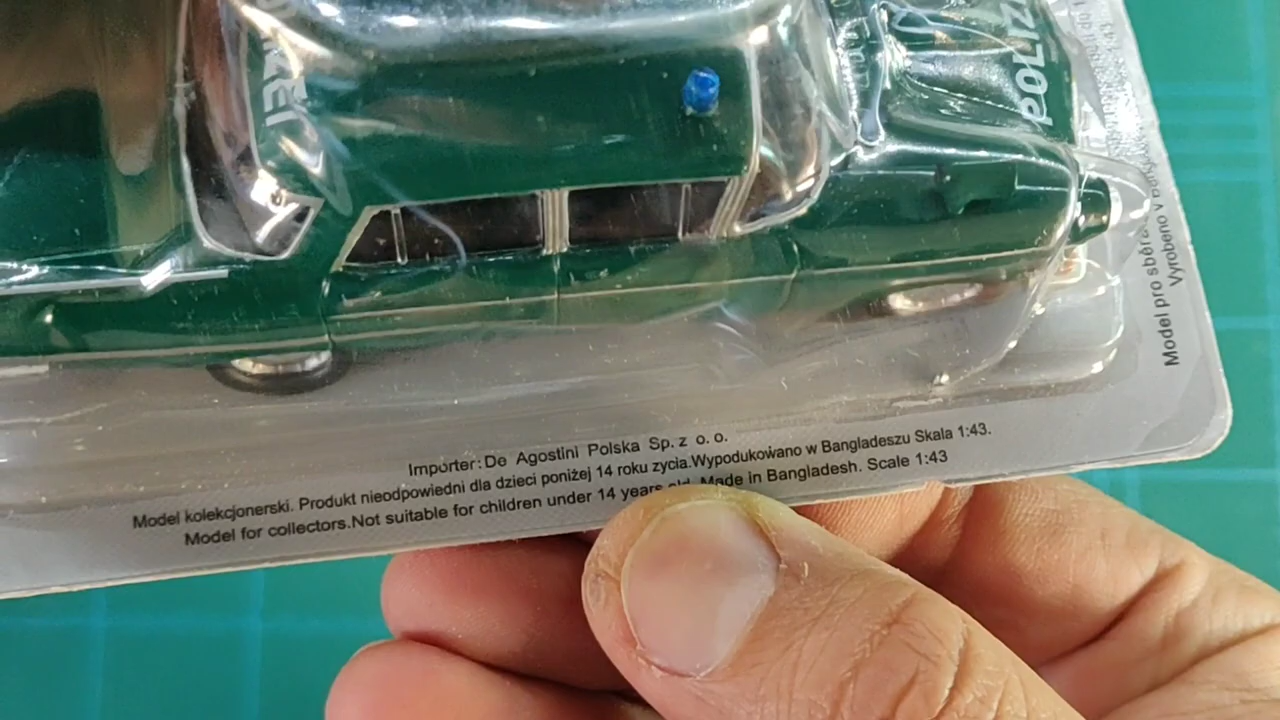 POLIZ
ZEI
Importer: De Agostini Polska Sp. z o. o.
Model kolekcjonerski. Produkt nieodpowiedni dla dzieci poniżej 14 roku zycia.Wypodukowano w Bangladeszu Skala 1:43.
Model for collectors.Not suitable for children under 14 years old. Made in Bangladesh. Scale 1:43
Model pro sběra
Vyrobeno v